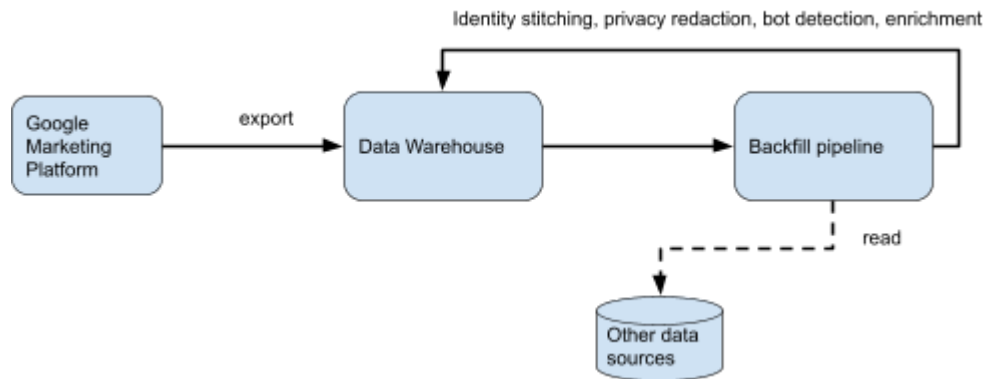 Identity stitching, privacy redaction, bot detection, enrichment
Google
Marketing
Platform
export
Data Warehouse
Backfill pipeline
read
Other data
sources